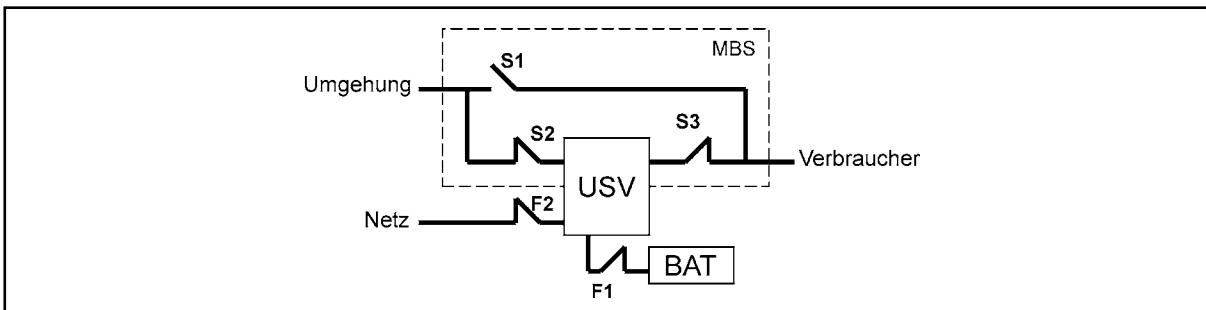 MBS
S1
Umgehung
S2
S3
Verbraucher
USV
F2
Netz
BAT
F1